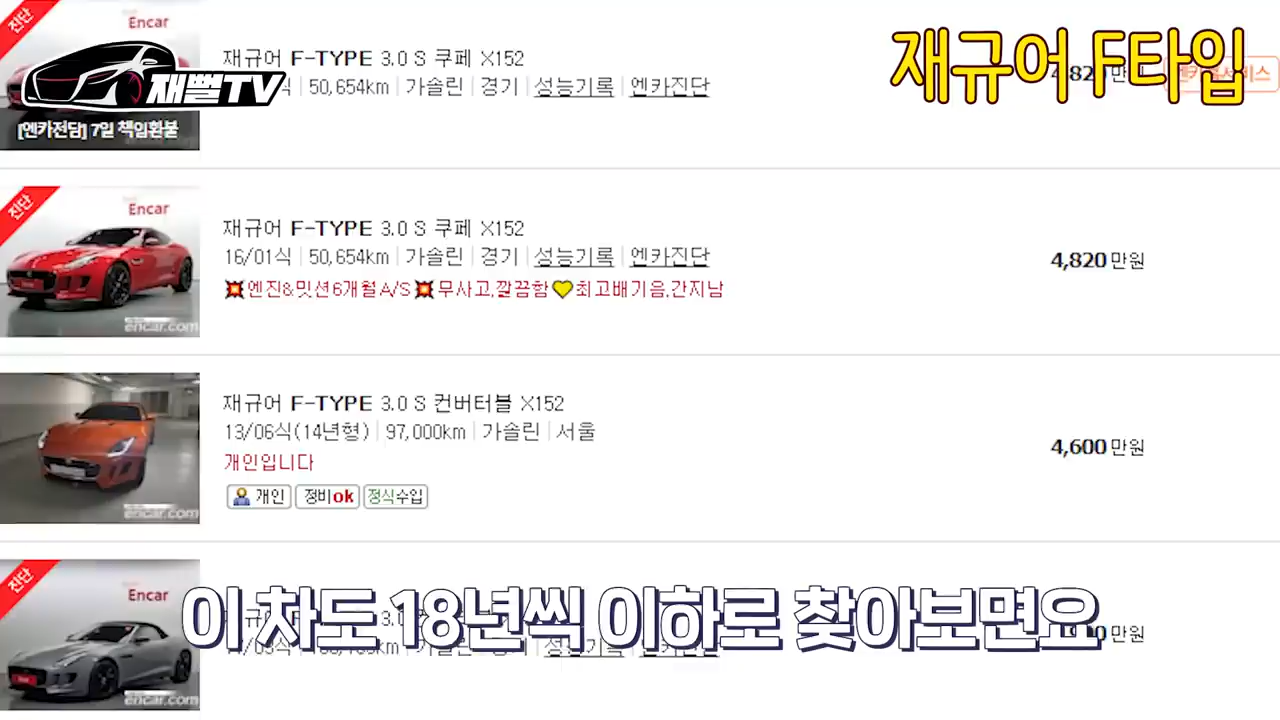 진단
Encar
재뻘TV
[엔카전담] 7일 책임환불
재규어 F-TYPE 3.0 S 쿠페 X152
식 | 50,654km | 가솔린 | 경기 | 성능기록 | 엔카진단
재규어 F타입
진단
Encar
encar.com
재규어 F-TYPE 3.0 S 쿠페 X152
16/01식 | 50,654km | 가솔린 | 경기 | 성능기록 | 엔카진단
엔진&밋션6개월A/S 무사고,깔끔함 최고배기음,간지남
4,820만원
encar.com
재규어 F-TYPE 3.0 S 컨버터블 X152
13/06식(14년형) | 97,000km | 가솔린 | 서울
개인입니다
개인 정비ok 정식수입
4,600만원
진단
Encar
encar.com
이 차도 18년씩 이하로 찾아보면요
만원